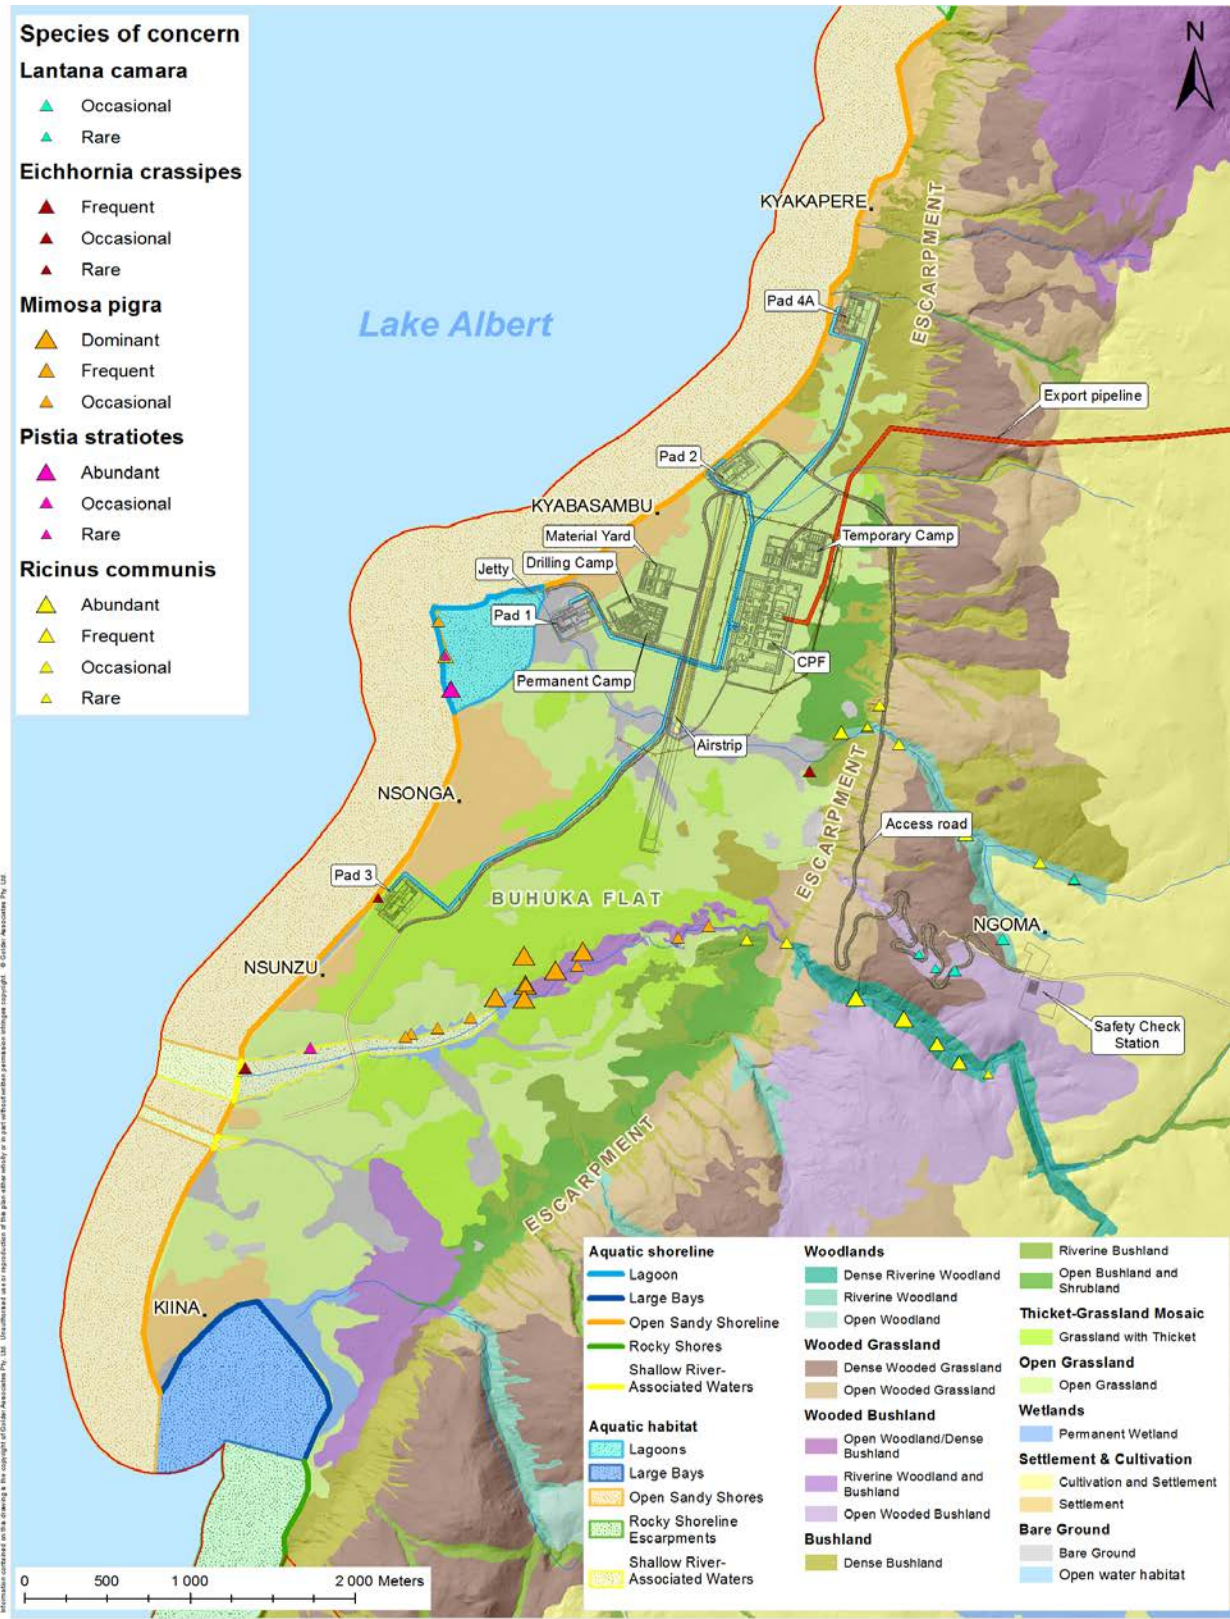 Species of concern
Lantana camara
Occasional
Rare
Eichhornia crassipes
Frequent
Occasional
Rare
Mimosa pigra
Dominant
Frequent
Occasional
Pistia stratiotes
Abundant
Occasional
Rare
Ricinus communis
Abundant
Frequent
Occasional
Rare
N
Lake Albert
KYAKAPERE
ESCARPMENT
Pad 4A
Export pipeline
Pad 2
KYABASAMBU
Material Yard
Temporary Camp
Drilling Camp
Jetty
Pad 1
CPF
Permanent Camp
Airstrip
NSONGA
ESCARPMENT
Access road
Pad 3
BUHUKA FLAT
NGOMA
NSUNZU
Safety Check
Station
ESCARPMENT
KIINA
Aquatic shoreline
Lagoon
Large Bays
Open Sandy Shoreline
Rocky Shores
Shallow River-
Associated Waters
Aquatic habitat
Lagoons
Large Bays
Open Sandy Shores
Rocky Shoreline
Escarpments
Shallow River-
Associated Waters
Woodlands
Dense Riverine Woodland
Riverine Woodland
Open Woodland
Wooded Grassland
Dense Wooded Grassland
Open Wooded Grassland
Wooded Bushland
Open Woodland/Dense
Bushland
Riverine Woodland and
Bushland
Open Wooded Bushland
Bushland
Dense Bushland
Riverine Bushland
Open Bushland and
Shrubland
Thicket-Grassland Mosaic
Grassland with Thicket
Open Grassland
Open Grassland
Wetlands
Permanent Wetland
Settlement & Cultivation
Cultivation and Settlement
Settlement
Bare Ground
Bare Ground
Open water habitat
0 500 1 000 2 000 Meters